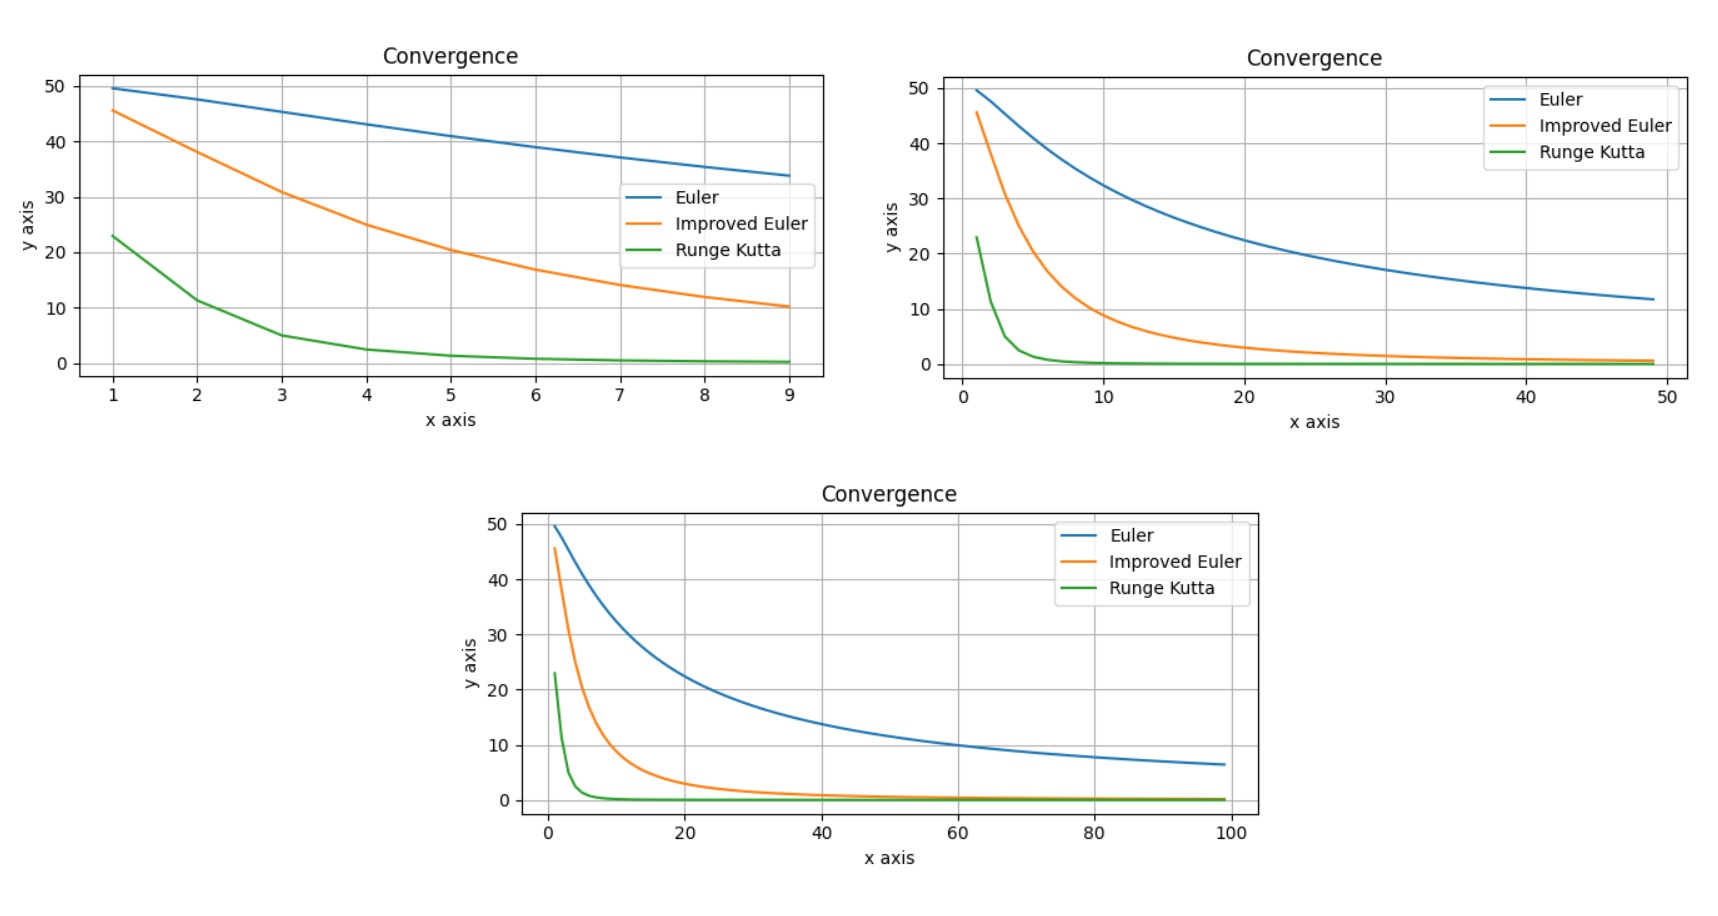 Convergence
50
40
30
20
10
0
y axis
Euler
Improved Euler
Runge Kutta
1 2 3 4 5 6 7 8 9
x axis
Convergence
50
40
30
20
10
0
y axis
Euler
Improved Euler
Runge Kutta
0 10 20 30 40 50
x axis
Convergence
50
40
30
20
10
0
y axis
Euler
Improved Euler
Runge Kutta
0 20 40 60 80 100
x axis